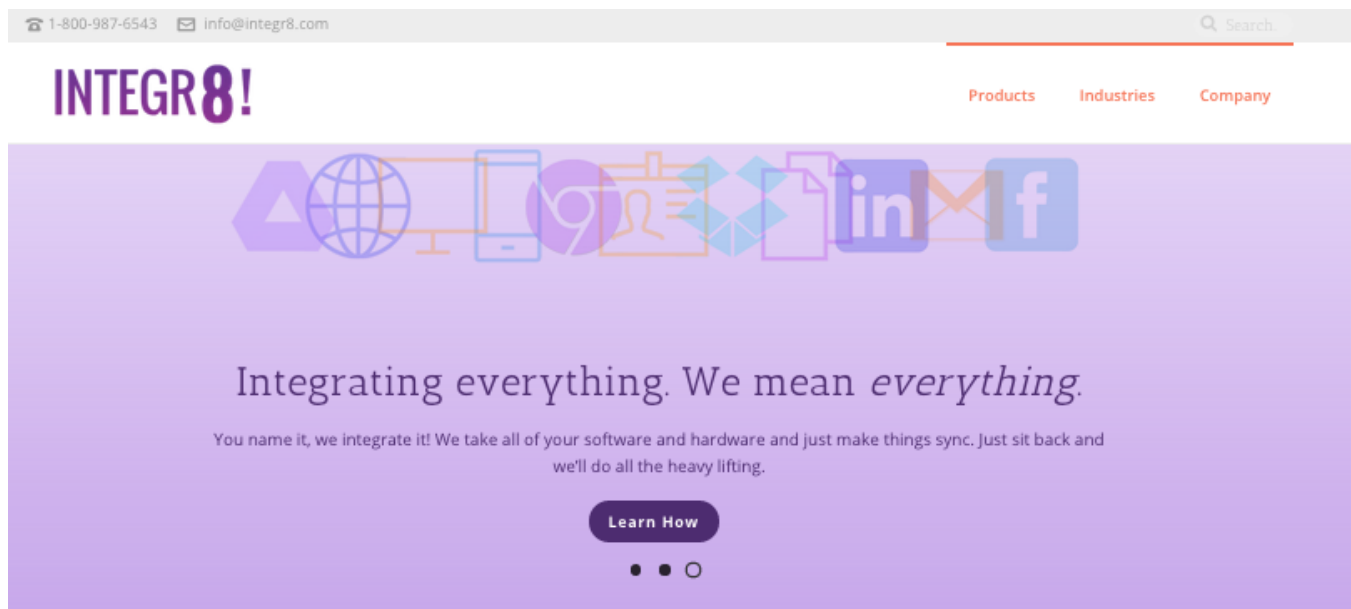 1-800-987-6543 info@integr8.com Search.
INTEGR8!
Products Industries Company
in f
Integrating everything. We mean everything.
You name it, we integrate it! We take all of your software and hardware and just make things sync. Just sit back and
we'll do all the heavy lifting.
Learn How